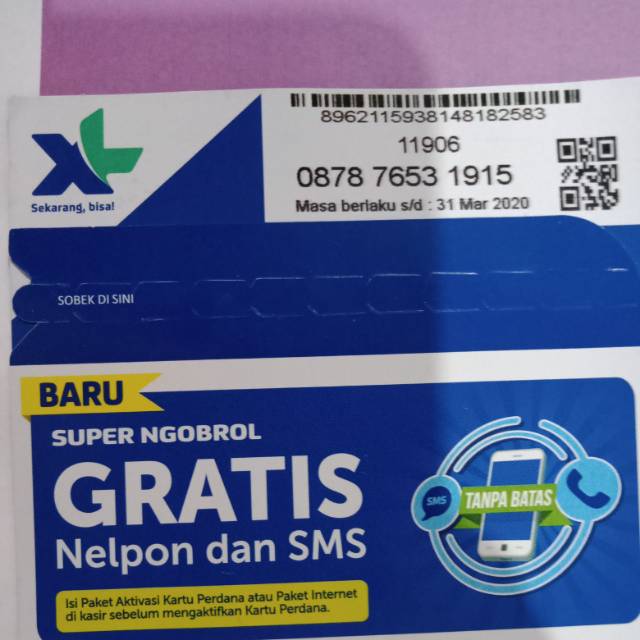 8962115938148182583
11906
0878 7653 1915
Masa berlaku s/d : 31 Mar 2020
XL
Sekarang, bisa!
SOBEK DI SINI
BARU
SUPER NGOBROL
GRATIS
Nelpon dan SMS
SMS
TANPA BATAS
Isi Paket Aktivasi Kartu Perdana atau Paket Internet
di kasir sebelum mengaktifkan Kartu Perdana.